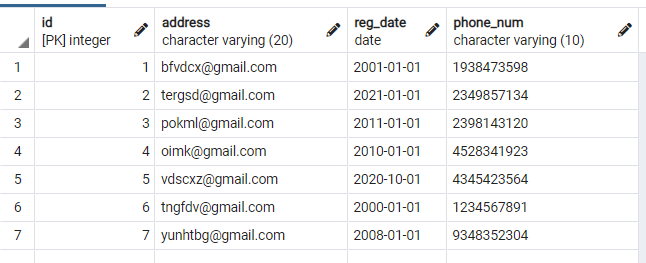 id address reg_date phone_num
[PK] integer character varying (20) date character varying (10)
1 1 bfvdcx@gmail.com 2001-01-01 1938473598
2 2 tergsd@gmail.com 2021-01-01 2349857134
3 3 pokml@gmail.com 2011-01-01 2398143120
4 4 oimk@gmail.com 2010-01-01 4528341923
5 5 vdscxz@gmail.com 2020-10-01 4345423564
6 6 tngfdv@gmail.com 2000-01-01 1234567891
7 7 yunhtbg@gmail.com 2008-01-01 9348352304